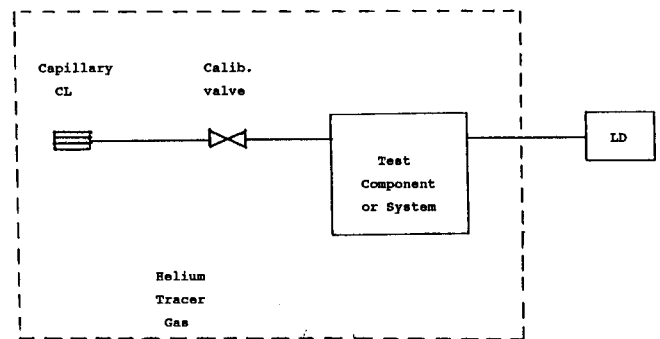 Capillary
CL
Calib.
valve
Test
Component
or System
LD
Helium
Tracer
Gas